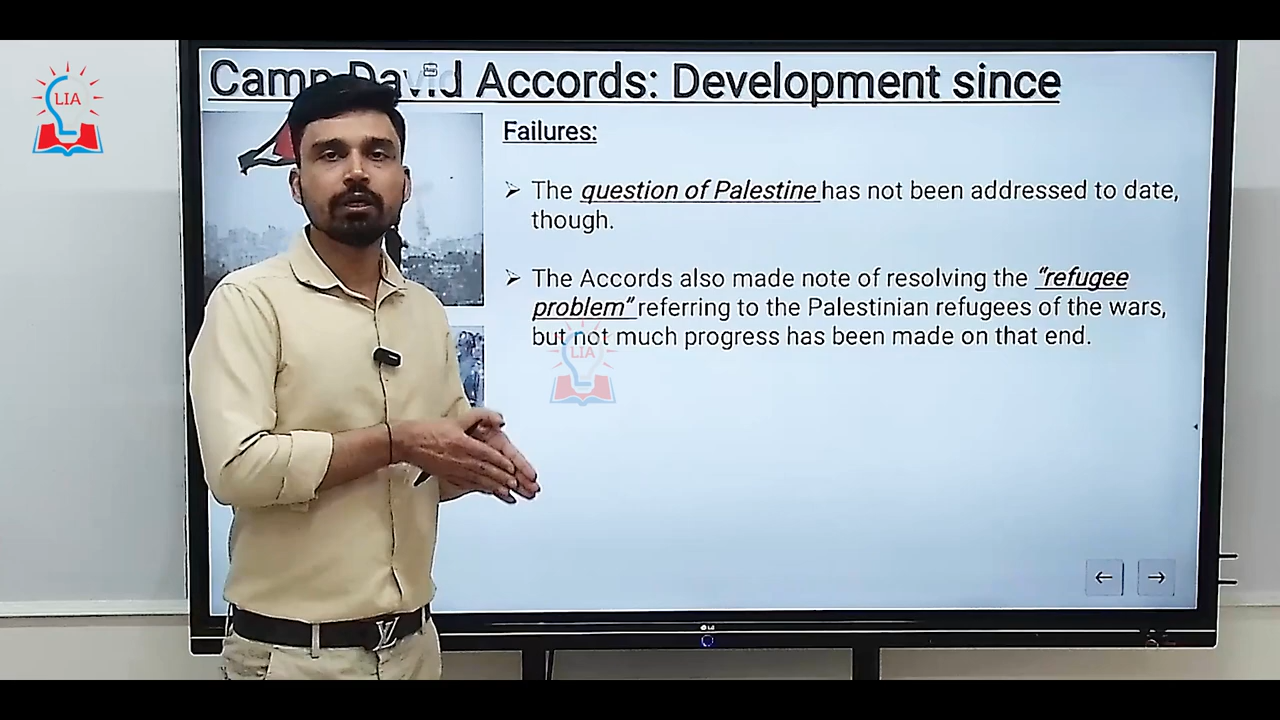 LIA
Camp David Accords: Development since
Failures:
➢ The question of Palestine has not been addressed to date,
though.
➢ The Accords also made note of resolving the “refugee
problem” referring to the Palestinian refugees of the wars,
but not much progress has been made on that end.
LIA
LG